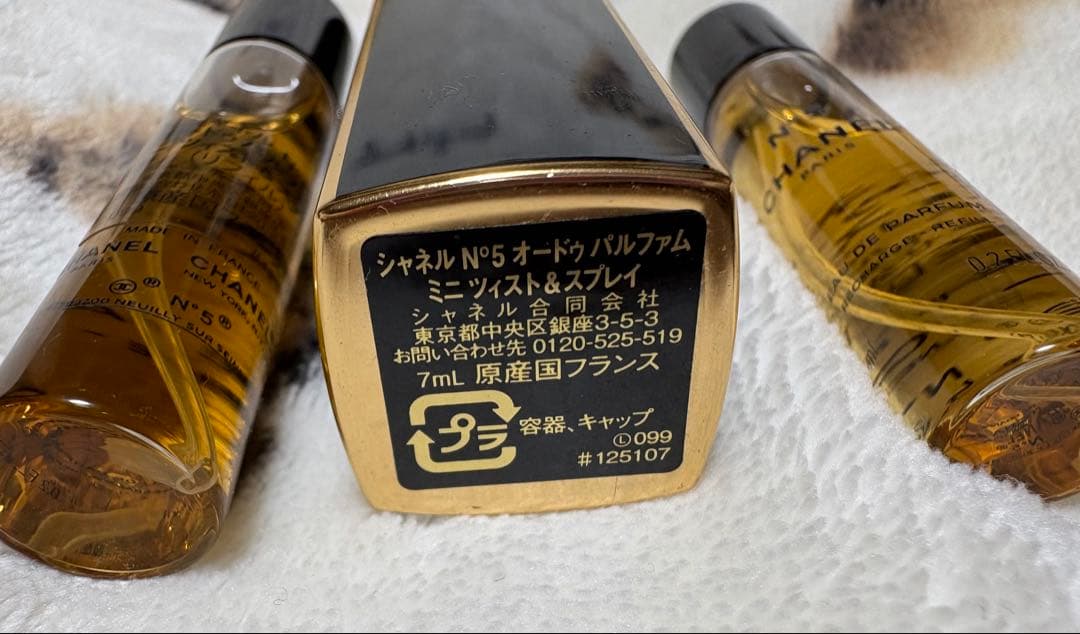 MADE IN FRANCE
CHANEL
PARIS
CHANEL
NEW YORK
N°5®
92200 NEUILLY SUR SEINE
シャネル N°5 オードゥ パルファム
ミニ ツィスト&スプレイ
シャネル合同会社
東京都中央区銀座3-5-3
お問い合わせ先 0120-525-519
7mL 原産国フランス
プラ
容器、キャップ
Ⓛ099
#125107
CHANEL
PARIS
EAU DE PARFUM
RECHARGE - REFILL